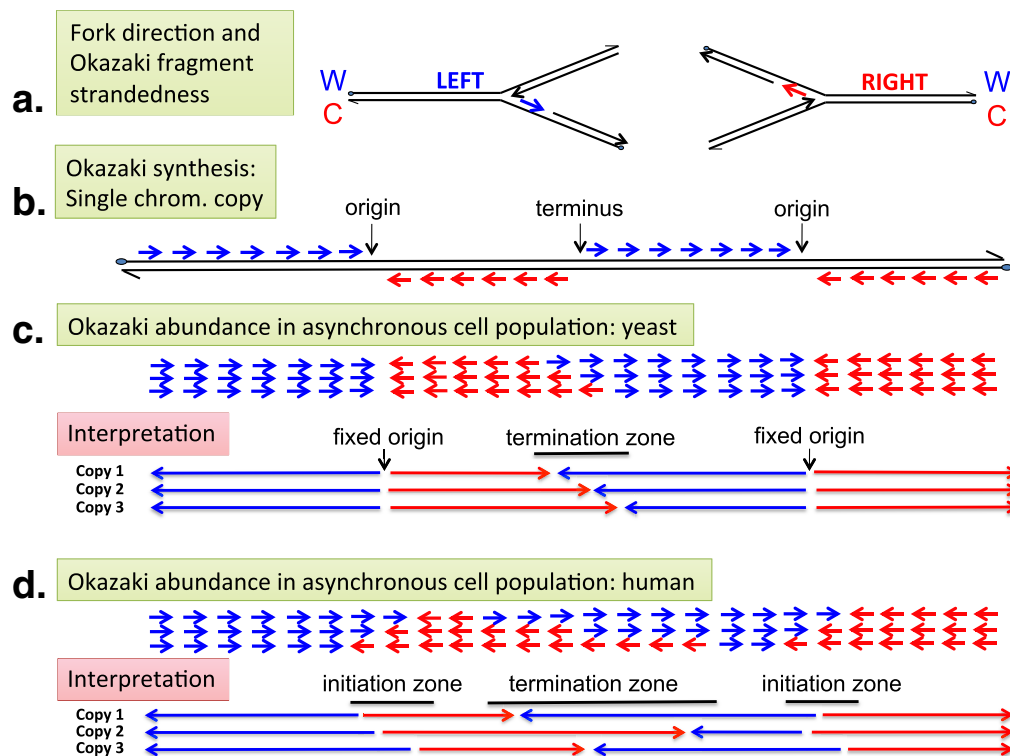 a.
Fork direction and
Okazaki fragment
strandedness
W
C
LEFT
RIGHT
W
C
b.
Okazaki synthesis:
Single chrom. copy
origin
terminus
origin
c.
Okazaki abundance in asynchronous cell population: yeast
Interpretation
fixed origin
termination zone
fixed origin
Copy 1
Copy 2
Copy 3
d.
Okazaki abundance in asynchronous cell population: human
Interpretation
initiation zone
termination zone
initiation zone
Copy 1
Copy 2
Copy 3